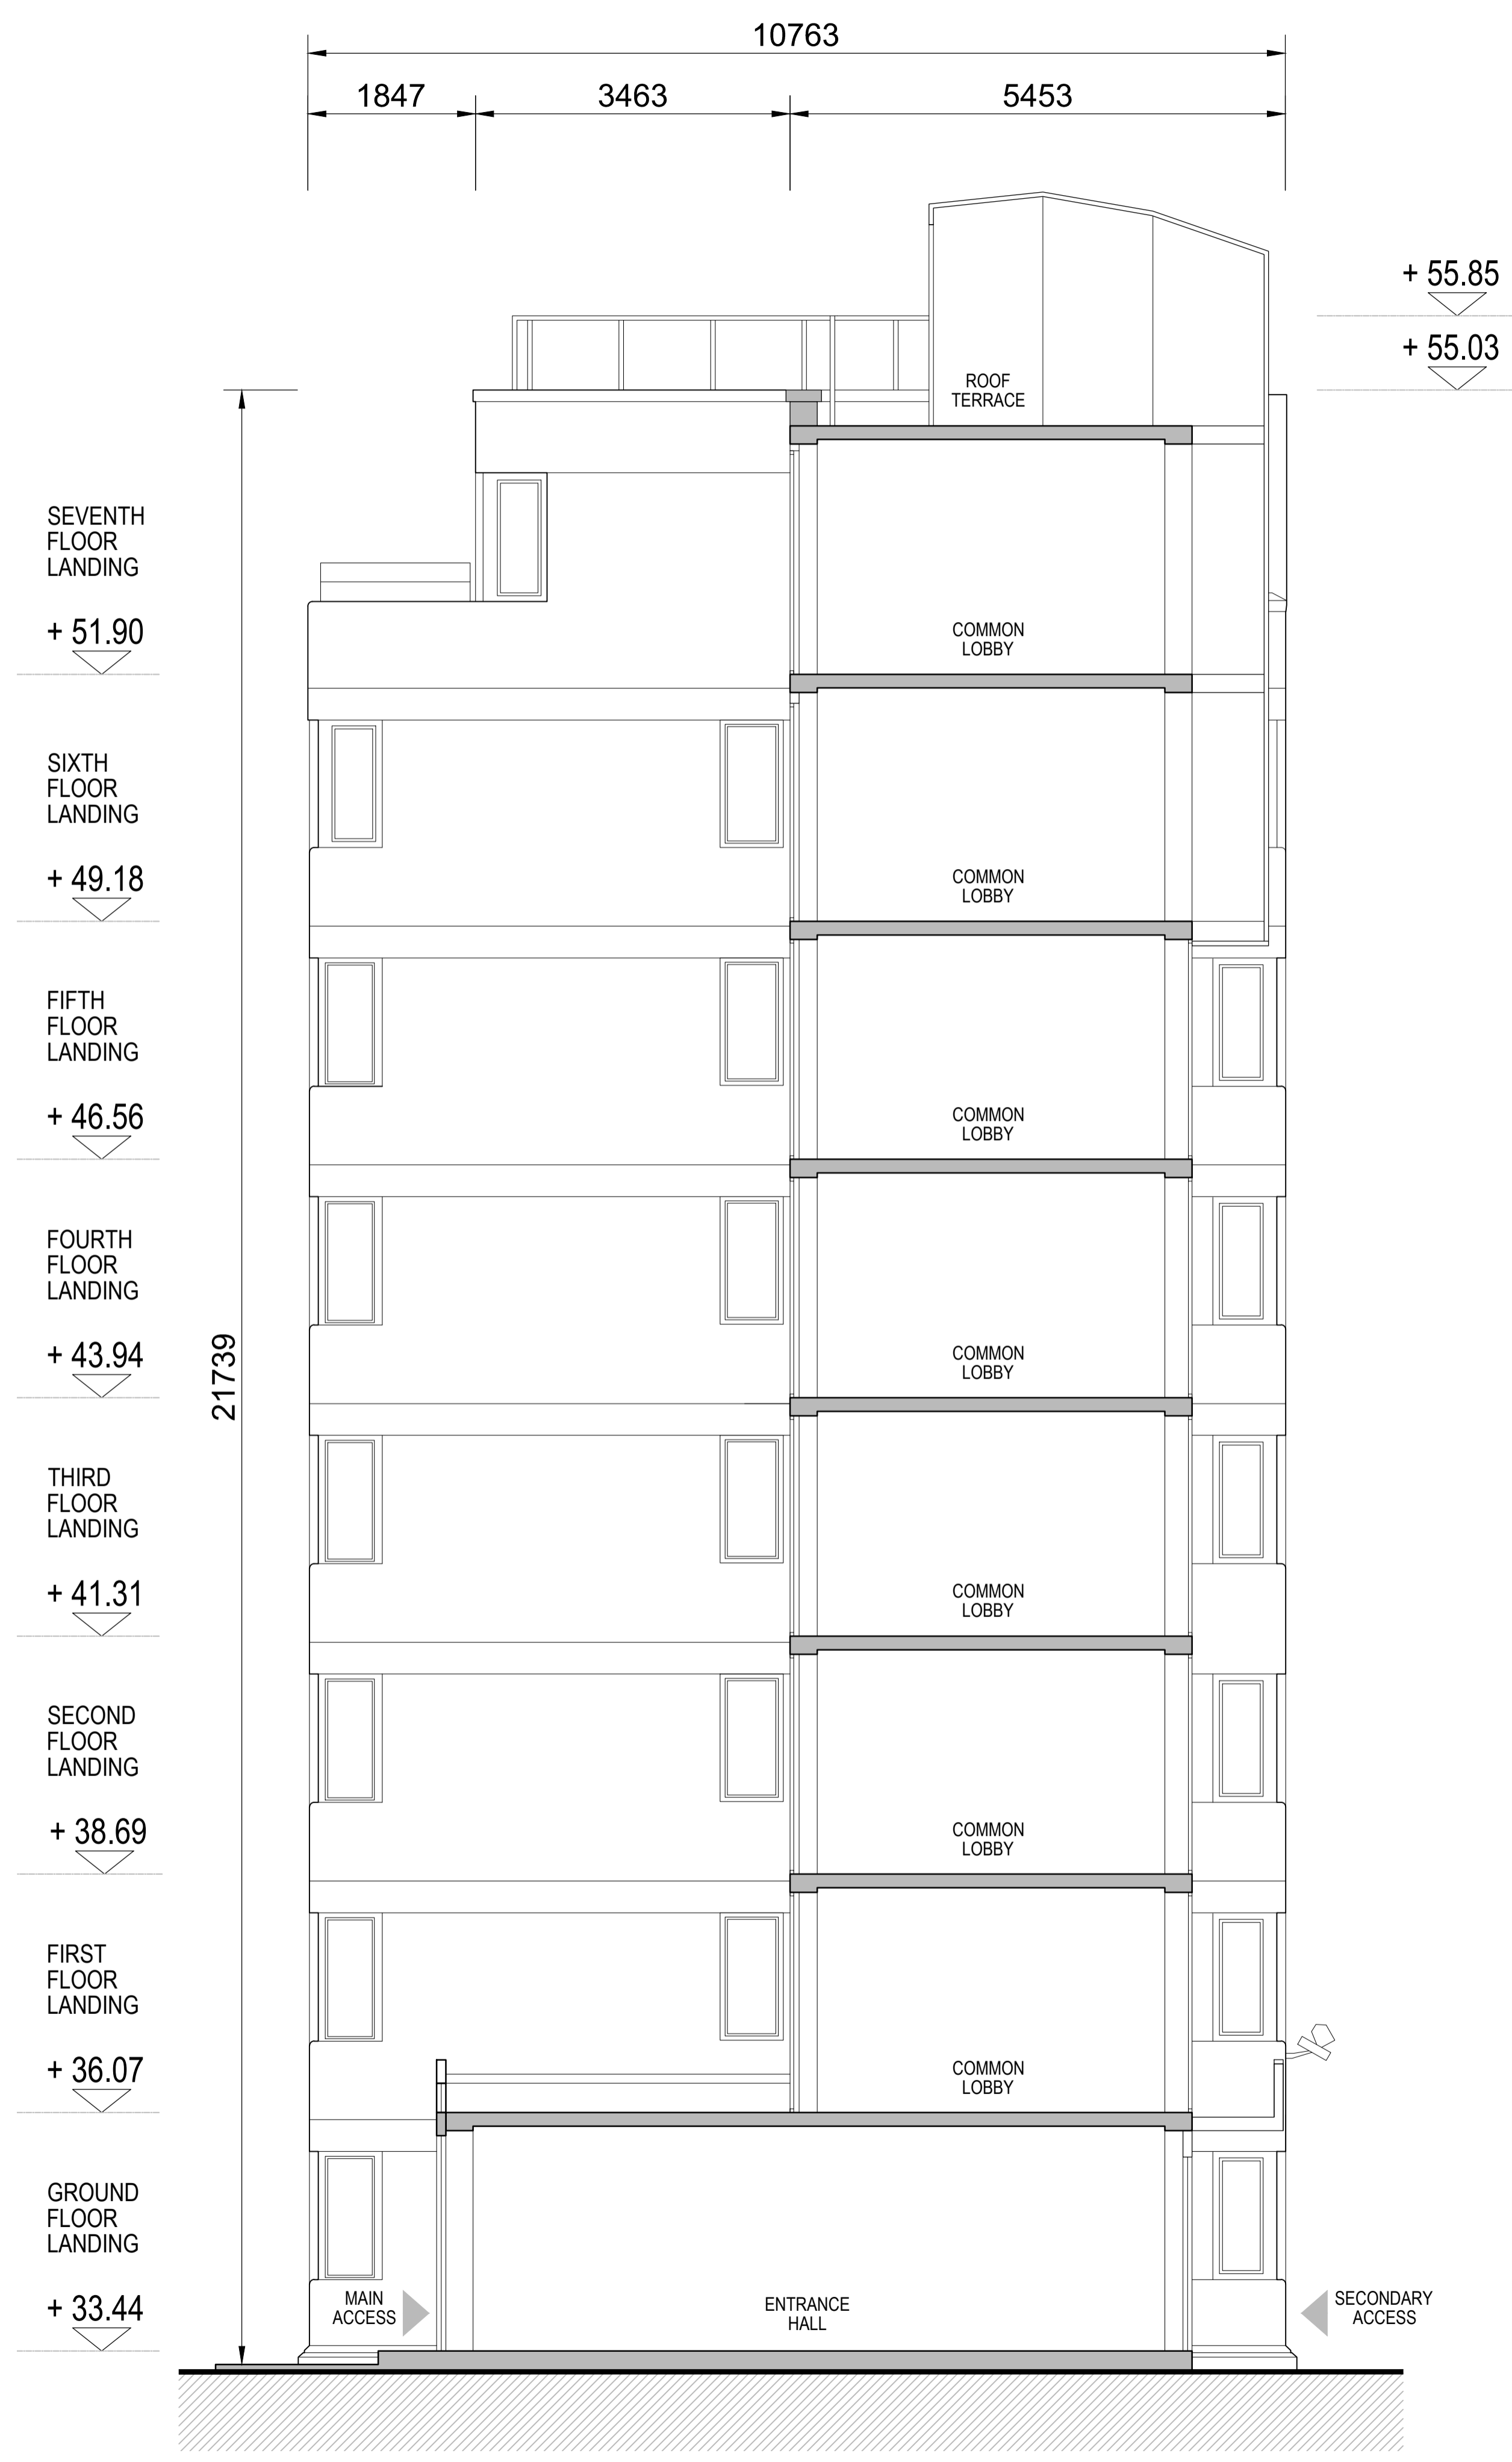 10763
1847
3463
5453
+ 55.85
+ 55.03
ROOF
TERRACE
SEVENTH
FLOOR
LANDING
+ 51.90
COMMON
LOBBY
SIXTH
FLOOR
LANDING
+ 49.18
COMMON
LOBBY
FIFTH
FLOOR
LANDING
+ 46.56
COMMON
LOBBY
FOURTH
FLOOR
LANDING
+ 43.94
COMMON
LOBBY
21739
THIRD
FLOOR
LANDING
+ 41.31
COMMON
LOBBY
SECOND
FLOOR
LANDING
+ 38.69
COMMON
LOBBY
FIRST
FLOOR
LANDING
+ 36.07
COMMON
LOBBY
GROUND
FLOOR
LANDING
+ 33.44
MAIN
ACCESS
ENTRANCE
HALL
SECONDARY
ACCESS